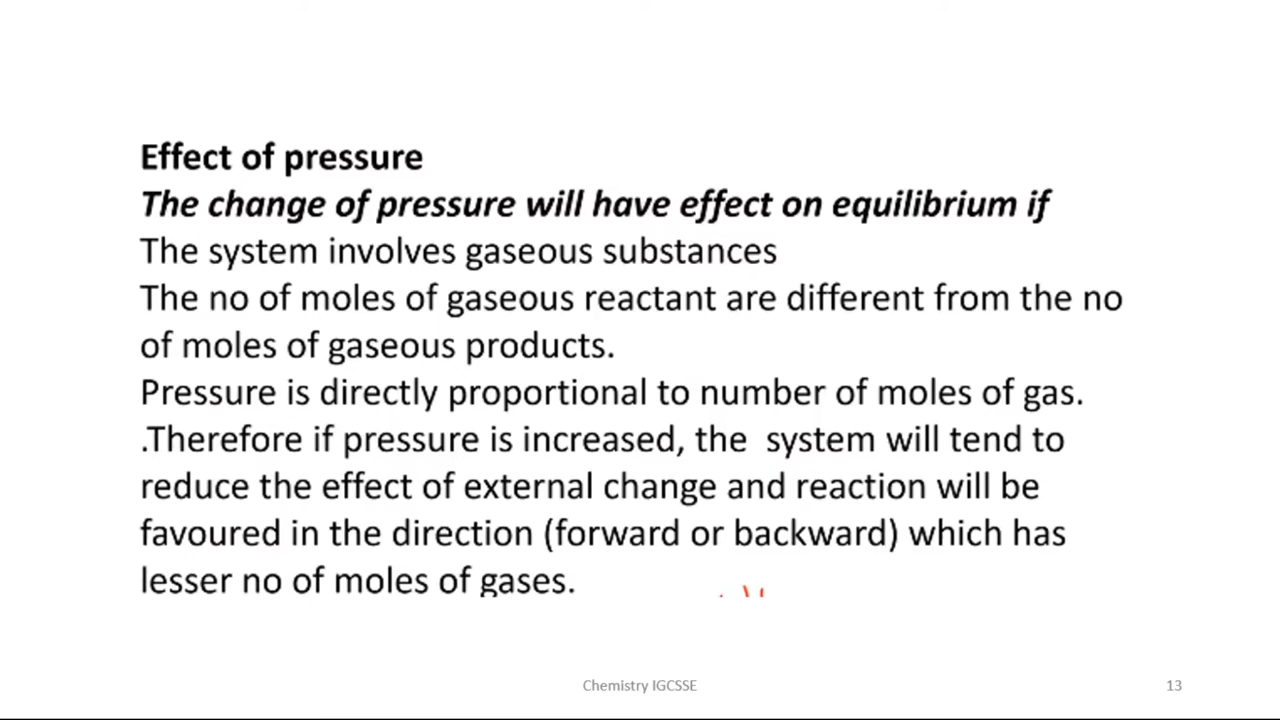 Effect of pressure
The change of pressure will have effect on equilibrium if
The system involves gaseous substances
The no of moles of gaseous reactant are different from the no
of moles of gaseous products.
Pressure is directly proportional to number of moles of gas.
.Therefore if pressure is increased, the  system will tend to
reduce the effect of external change and reaction will be
favoured in the direction (forward or backward) which has
lesser no of moles of gases.
Chemistry IGCSSE
13